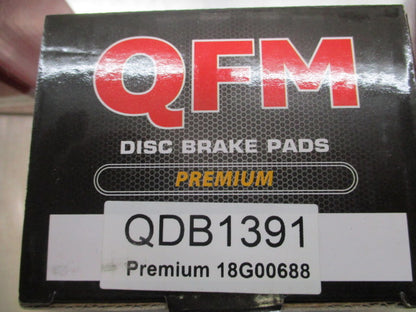 QFM
DISC BRAKE PADS
PREMIUM
QDB1391
Premium 18G00688